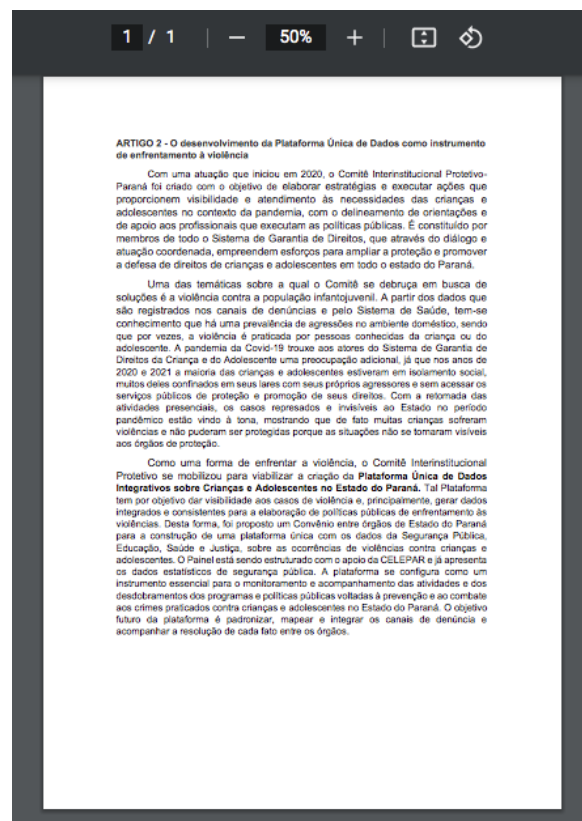 1 / 1 | — 50% + |
ARTIGO 2 - O desenvolvimento da Plataforma Única de Dados como instrumento
de enfrentamento à violência
Com uma atuação que iniciou em 2020, o Comitê Interinstitucional Protetivo-
Paraná foi criado com o objetivo de elaborar estratégias e executar ações que
proporcionem visibilidade e atendimento às necessidades das crianças e
adolescentes no contexto da pandemia, com o delineamento de orientações e
de apoio aos profissionais que executam as políticas públicas. É constituído por
membros de todo o Sistema de Garantia de Direitos, que através do diálogo e
atuação coordenada, empreendem esforços para ampliar a proteção e promover
a defesa de direitos de crianças e adolescentes em todo o estado do Paraná.
Uma das temáticas sobre a qual o Comitê se debruça em busca de
soluções é a violência contra a população infantojuvenil. A partir dos dados que
são registrados nos canais de denúncias e pelo Sistema de Saúde, tem-se
conhecimento que há uma prevalência de agressões no ambiente doméstico, sendo
que por vezes, a violência é praticada por pessoas conhecidas da criança ou do
adolescente. A pandemia da Covid-19 trouxe aos atores do Sistema de Garantia de
Direitos da Criança e do Adolescente uma preocupação adicional, já que nos anos de
2020 e 2021 a maioria das crianças e adolescentes estiveram em isolamento social,
muitos deles confinados em seus lares com seus próprios agressores e sem acessar os
serviços públicos de proteção e promoção de seus direitos. Com a retomada das
atividades presenciais, os casos represados e invisíveis ao Estado no período
pandêmico estão vindo à tona, mostrando que de fato muitas crianças sofreram
violências e não puderam ser protegidas porque as situações não se tornaram visíveis
aos órgãos de proteção.
Como uma forma de enfrentar a violência, o Comitê Interinstitucional
Protetivo se mobilizou para viabilizar a criação da Plataforma Única de Dados
Integrativos sobre Crianças e Adolescentes no Estado do Paraná. Tal Plataforma
tem por objetivo dar visibilidade aos casos de violência e, principalmente, gerar dados
integrados e consistentes para a elaboração de políticas públicas de enfrentamento às
violências. Desta forma, foi proposto um Convênio entre órgãos de Estado do Paraná
para a construção de uma plataforma única com os dados da Segurança Pública,
Educação, Saúde e Justiça, sobre as ocorrências de violências contra crianças e
adolescentes. O Painel está sendo estruturado com o apoio da CELEPAR e já apresenta
os dados estatísticos de segurança pública. A plataforma se configura como um
instrumento essencial para o monitoramento e acompanhamento das atividades e dos
desdobramentos dos programas e políticas públicas voltadas à prevenção e ao combate
aos crimes praticados contra crianças e adolescentes no Estado do Paraná. O objetivo
futuro da plataforma é padronizar, mapear e integrar os canais de denúncia e
acompanhar a resolução de cada fato entre os órgãos.